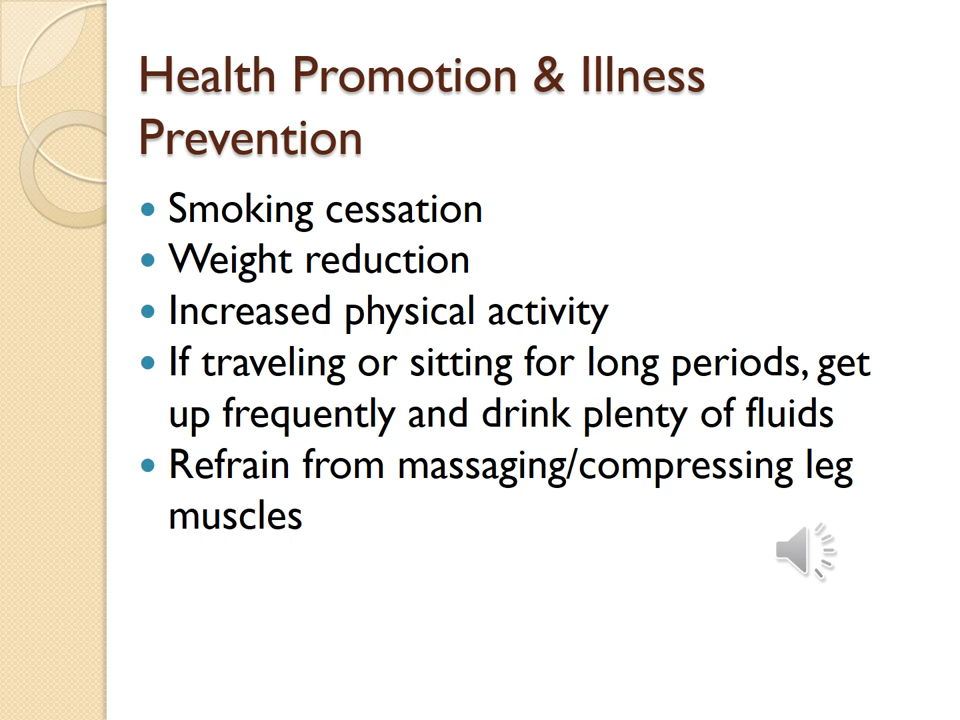 Health Promotion & Illness
Prevention
• Smoking cessation
• Weight reduction
• Increased physical activity
• If traveling or sitting for long periods, get
up frequently and drink plenty of fluids
• Refrain from massaging/compressing leg
muscles